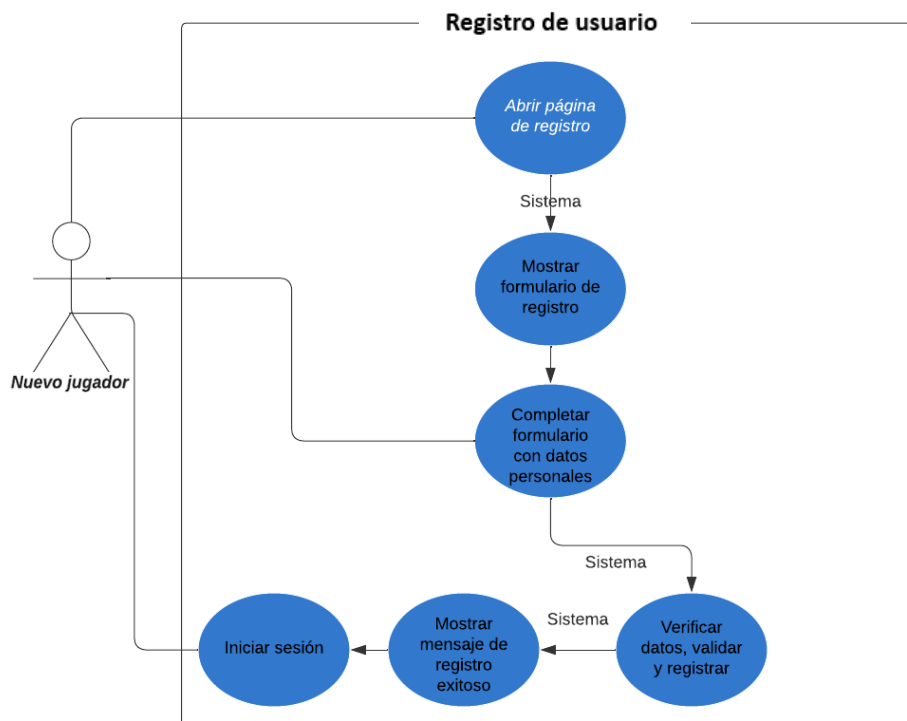 Registro de usuario
Abrir página
de registro
Sistema
Mostrar
formulario de
registro
Nuevo jugador
Completar
formulario
con datos
personales
Sistema
Sistema
Iniciar sesión
Mostrar
mensaje de
registro
exitoso
Verificar
datos, validar
y registrar